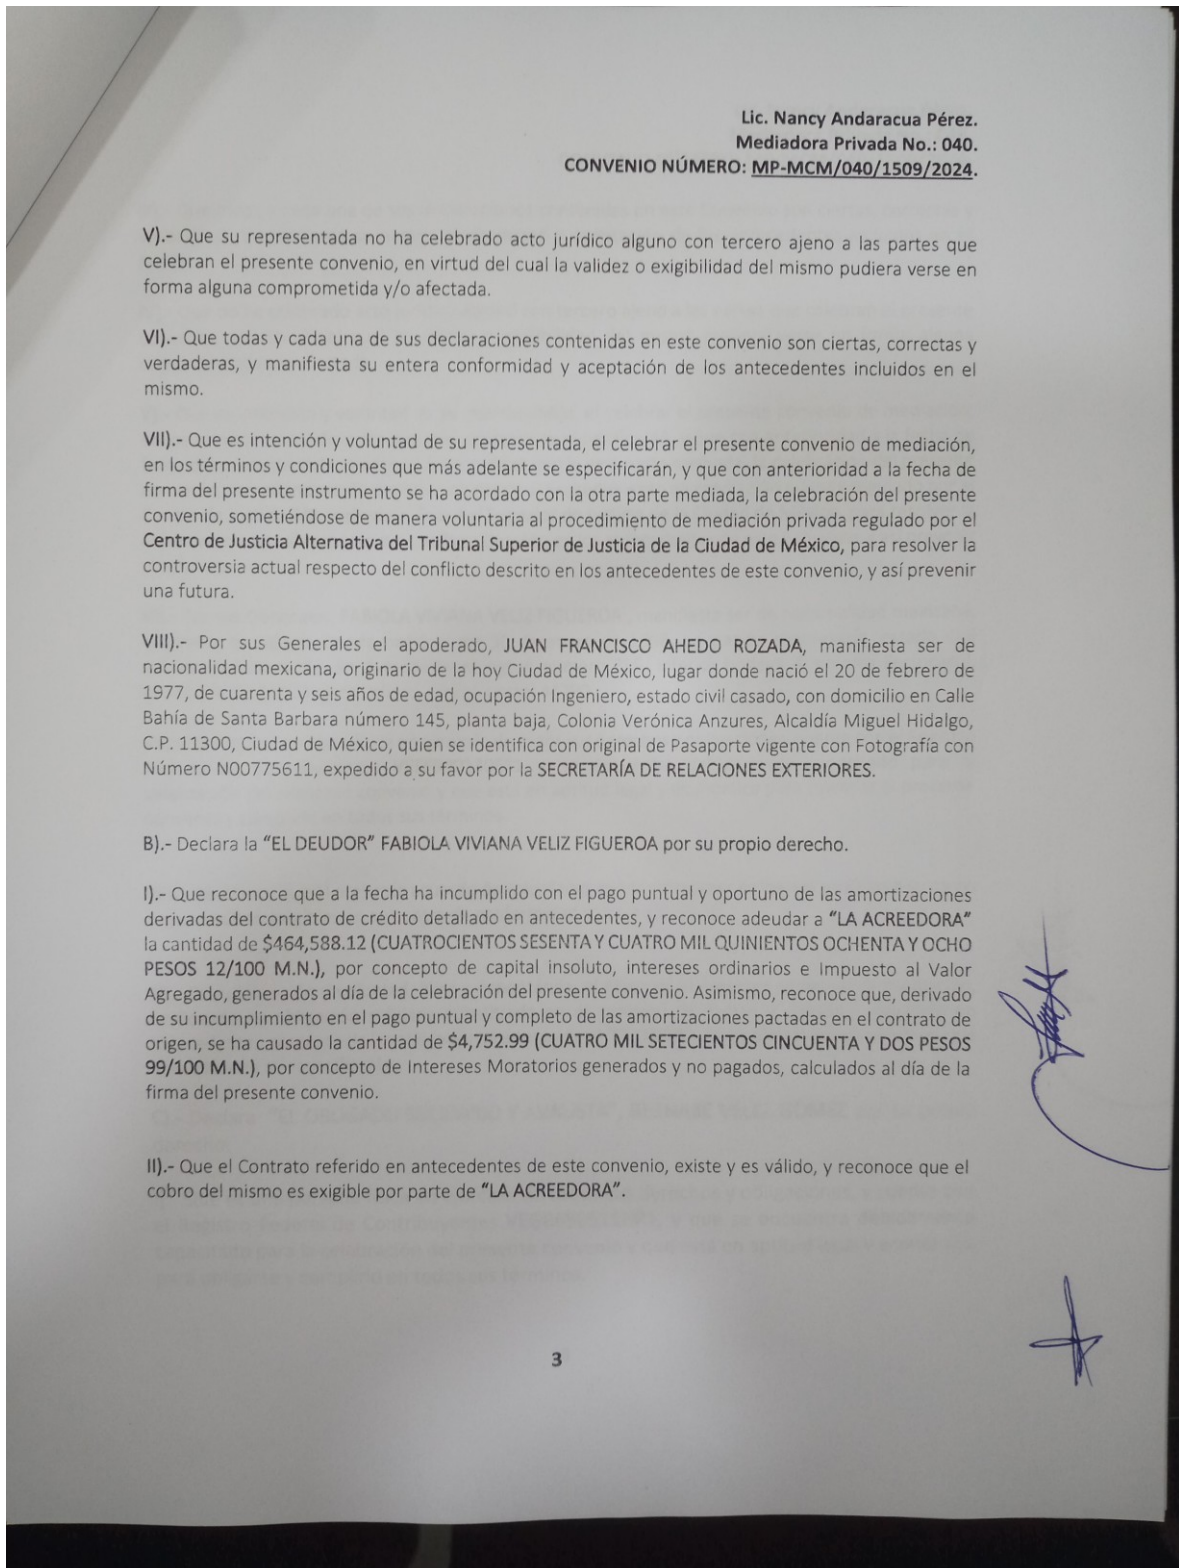 Lic. Nancy Andaracua Pérez.
Mediadora Privada No.: 040.
CONVENIO NÚMERO: MP-MCM/040/1509/2024.
V).- Que su representada no ha celebrado acto jurídico alguno con tercero ajeno a las partes que
celebran el presente convenio, en virtud del cual la validez o exigibilidad del mismo pudiera verse en
forma alguna comprometida y/o afectada.
VI).- Que todas y cada una de sus declaraciones contenidas en este convenio son ciertas, correctas y
verdaderas, y manifiesta su entera conformidad y aceptación de los antecedentes incluidos en el
mismo.
VII).- Que es intención y voluntad de su representada, el celebrar el presente convenio de mediación,
en los términos y condiciones que más adelante se especificarán, y que con anterioridad a la fecha de
firma del presente instrumento se ha acordado con la otra parte mediada, la celebración del presente
convenio, sometiéndose de manera voluntaria al procedimiento de mediación privada regulado por el
Centro de Justicia Alternativa del Tribunal Superior de Justicia de la Ciudad de México, para resolver la
controversia actual respecto del conflicto descrito en los antecedentes de este convenio, y así prevenir
una futura.
VIII).- Por sus Generales el apoderado, JUAN FRANCISCO AHEDO ROZADA, manifiesta ser de
nacionalidad mexicana, originario de la hoy Ciudad de México, lugar donde nació el 20 de febrero de
1977, de cuarenta y seis años de edad, ocupación Ingeniero, estado civil casado, con domicilio en Calle
Bahía de Santa Barbara número 145, planta baja, Colonia Verónica Anzures, Alcaldía Miguel Hidalgo,
C.P. 11300, Ciudad de México, quien se identifica con original de Pasaporte vigente con Fotografía con
Número N00775611, expedido a su favor por la SECRETARÍA DE RELACIONES EXTERIORES.
B).- Declara la “EL DEUDOR” FABIOLA VIVIANA VELIZ FIGUEROA por su propio derecho.
I).- Que reconoce que a la fecha ha incumplido con el pago puntual y oportuno de las amortizaciones
derivadas del contrato de crédito detallado en antecedentes, y reconoce adeudar a “LA ACREEDORA”
la cantidad de $464,588.12 (CUATROCIENTOS SESENTA Y CUATRO MIL QUINIENTOS OCHENTA Y OCHO
PESOS 12/100 M.N.), por concepto de capital insoluto, intereses ordinarios e Impuesto al Valor
Agregado, generados al día de la celebración del presente convenio. Asimismo, reconoce que, derivado
de su incumplimiento en el pago puntual y completo de las amortizaciones pactadas en el contrato de
origen, se ha causado la cantidad de $4,752.99 (CUATRO MIL SETECIENTOS CINCUENTA Y DOS PESOS
99/100 M.N.), por concepto de Intereses Moratorios generados y no pagados, calculados al día de la
firma del presente convenio.
II).- Que el Contrato referido en antecedentes de este convenio, existe y es válido, y reconoce que el
cobro del mismo es exigible por parte de “LA ACREEDORA”.
3